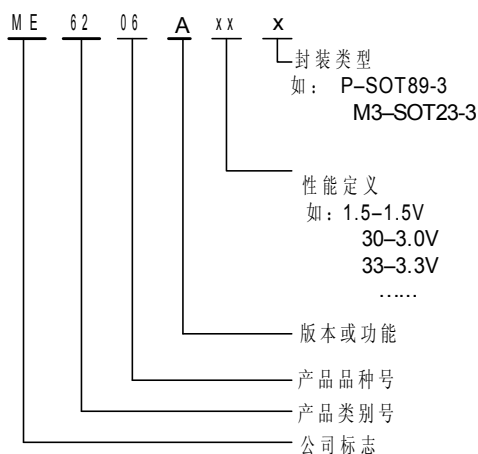 ME 62 06 A xx x
封装类型
如： P–SOT89-3
M3–SOT23-3
性能定义
如：1.5–1.5V
30–3.0V
33–3.3V
……
版本或功能
产品品种号
产品类别号
公司标志